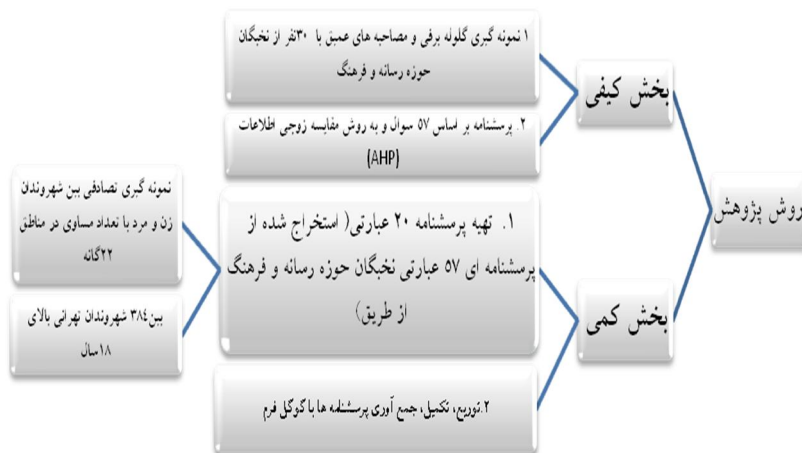 روش پژوهش
بخش کیفی
۱ نمونه گیری گلوله برفی و مصاحبه های عمیق با ۳۰نفر از نخبگان
حوزه رسانه و فرهنگ
۲. پرسشنامه بر اساس ۵۷ سوال و به روش مقایسه زوجی اطلاعات
(AHP)
بخش کمی
۱. تهیه پرسشنامه ۲۰ عبارتی( استخراج شده از
پرسشنامه ای ۵۷ عبارتی نخبگان حوزه رسانه و فرهنگ
از طریق)
نمونه گیری تصادفی بین شهروندان
زن و مرد با تعداد مساوی در مناطق
۲۲گانه
بین۳۸٤ شهروندان تهرانی بالای
۱۸سال
۲.توزیع، تکمیل، جمع آوری پرسشنامه ها با گوگل فرم